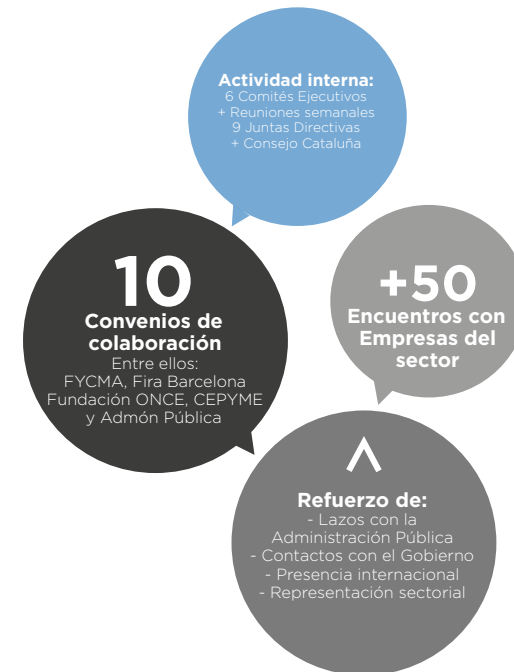 Actividad interna:
6 Comités Ejecutivos
+ Reuniones semanales
9 Juntas Directivas
+ Consejo Cataluña
10
Convenios de
colaboración
Entre ellos:
FYCMA, Fira Barcelona
Fundación ONCE, CEPYME
y Admón Pública
+50
Encuentros con
Empresas del
sector
Refuerzo de:
- Lazos con la
Administración Pública
- Contactos con el Gobierno
- Presencia internacional
- Representación sectorial